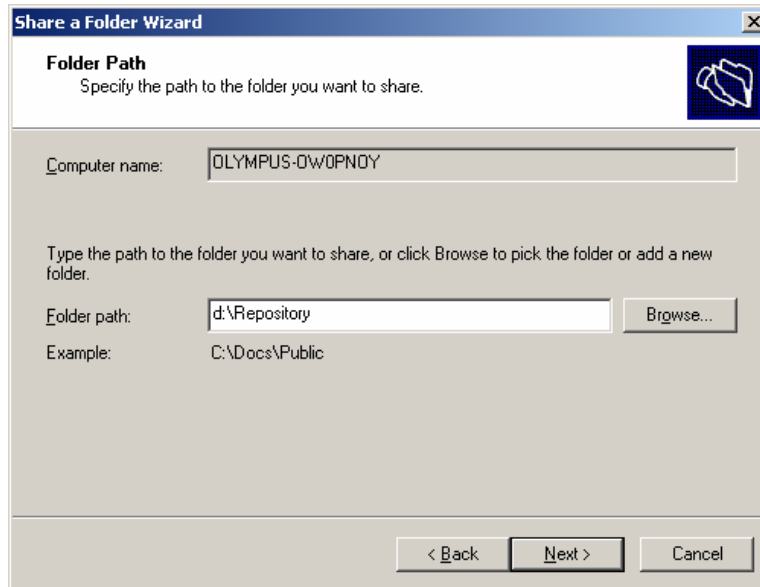 Share a Folder Wizard
Folder Path
Specify the path to the folder you want to share.
Computer name:
OLYMPUS-OW0PNOY
Type the path to the folder you want to share, or click Browse to pick the folder or add a new
folder.
Folder path:
d:\Repository
Browse...
Example:
C:\Docs\Public
< Back
Next >
Cancel